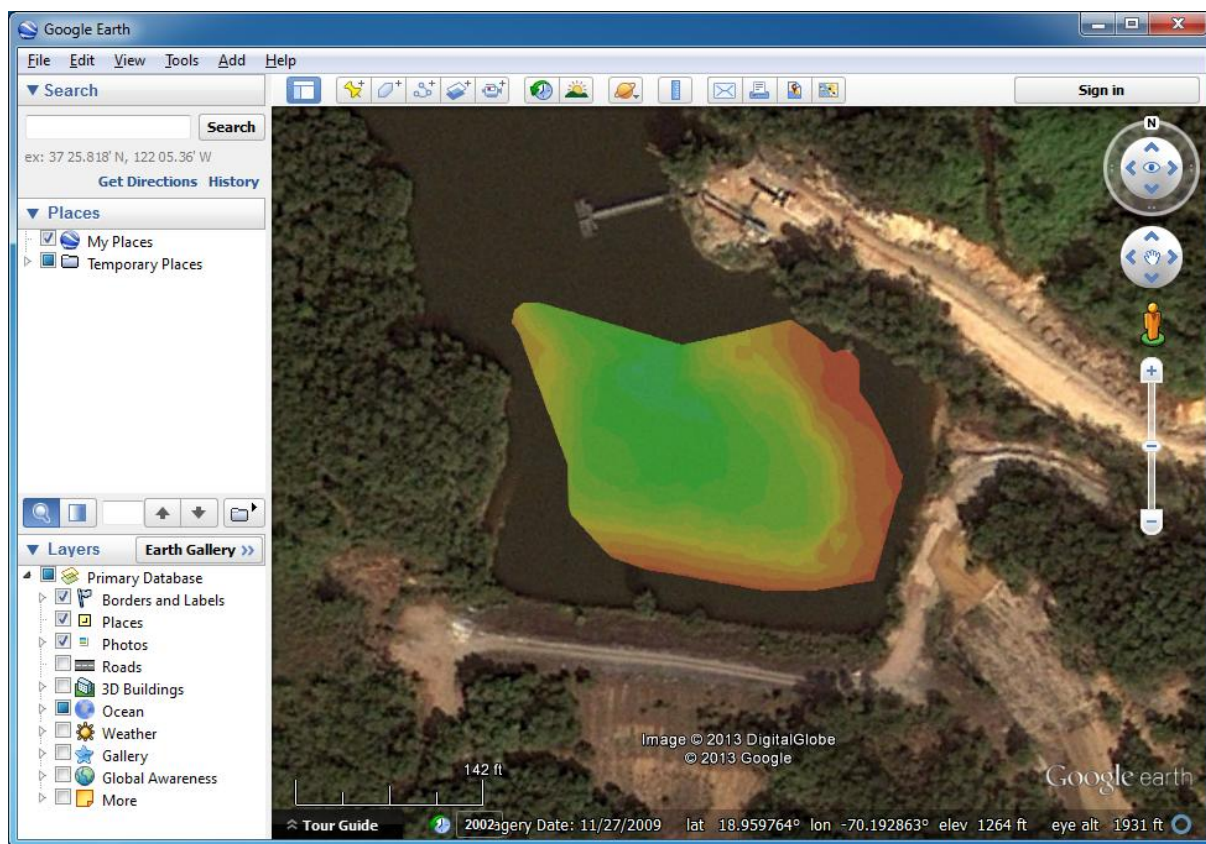 Google Earth
File Edit View Tools Add Help
Search
Sign in
Search
ex: 37 25.818' N, 122 05.36' W
Get Directions History
Places
My Places
Temporary Places
Layers
Earth Gallery >>
Primary Database
Borders and Labels
Places
Photos
Roads
3D Buildings
Ocean
Weather
Gallery
Global Awareness
More
N
Image © 2013 DigitalGlobe
© 2013 Google
142 ft
Google earth
Tour Guide
2002
agery Date: 11/27/2009 lat 18.959764° lon -70.192863° elev 1264 ft eye alt 1931 ft